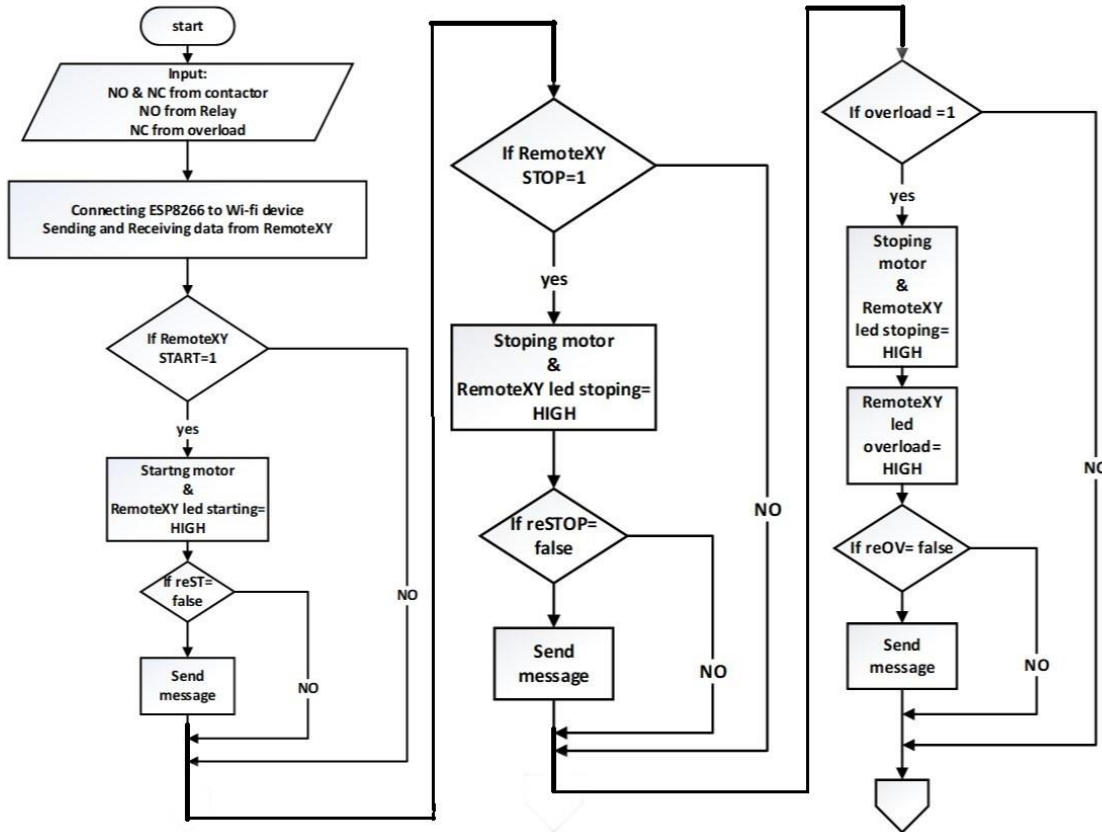 start
Input:
NO & NC from contactor
NO from Relay
NC from overload
Connecting ESP8266 to Wi-fi device
Sending and Receiving data from RemoteXY
If RemoteXY
START=1
yes
Startng motor
&
RemoteXY led starting=
HIGH
If reST=
false
Send
message
NO
NO
If RemoteXY
STOP=1
yes
Stoping motor
&
RemoteXY led stoping=
HIGH
If reSTOP=
false
Send
message
NO
NO
If overload =1
yes
Stoping
motor
&
RemoteXY
led stoping=
HIGH
RemoteXY
led
overload=
HIGH
If reOV= false
Send
message
NO
NO